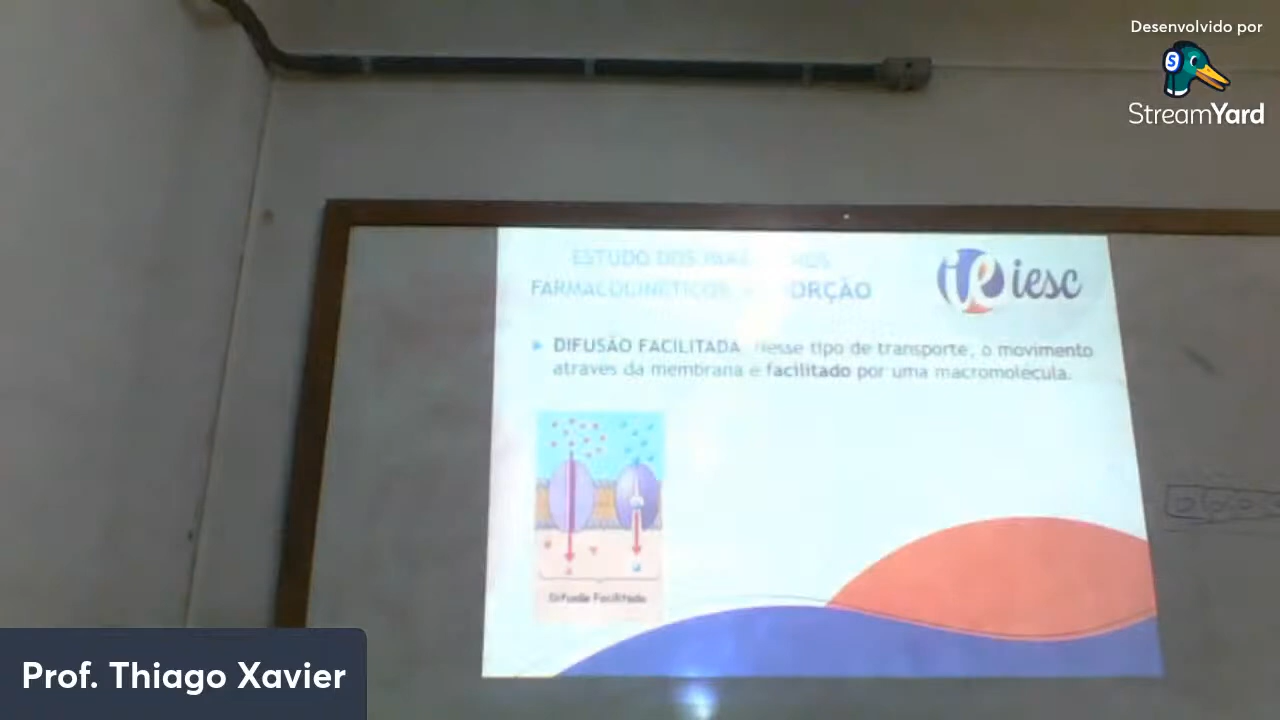 Desenvolvido por
StreamYard
ESTUDO DOS
iesc
DIFUSÃO FACILITADA: Nesse tipo de transporte, o movimento
através da membrana e facilitado por uma macromolécula.
Difusão Facilitada
Prof. Thiago Xavier